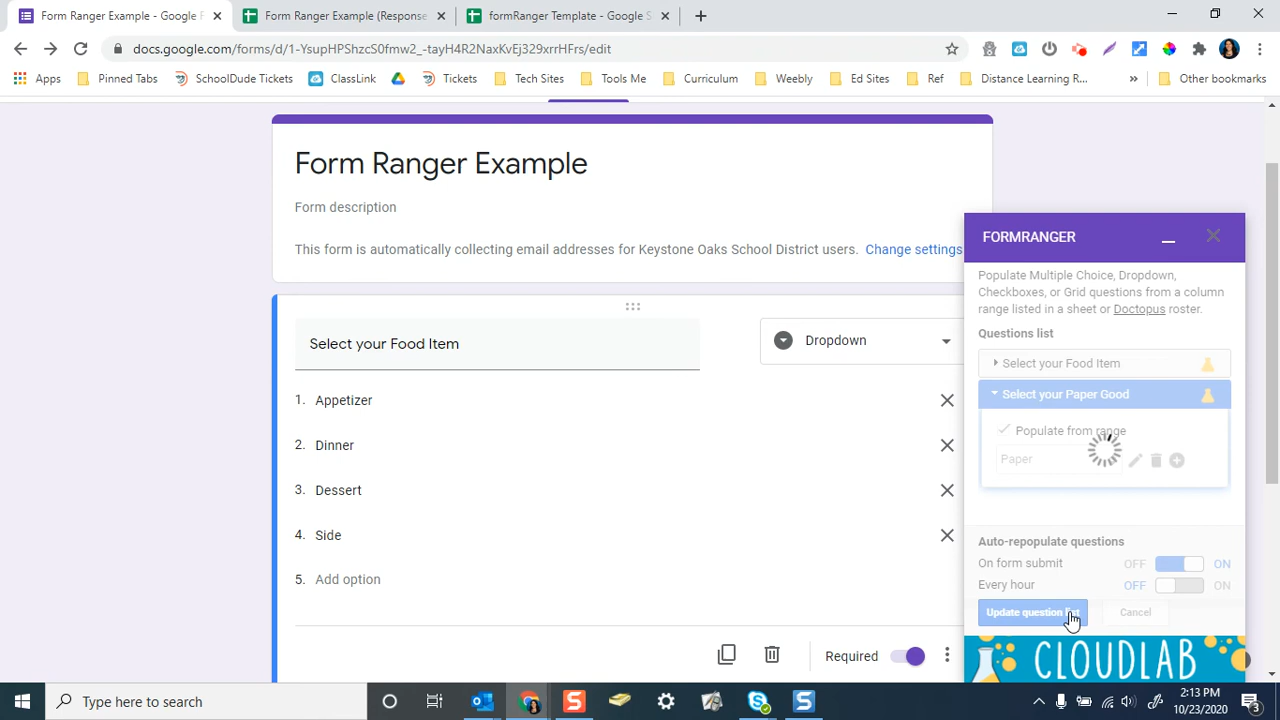 Form Ranger Example - Google F
Form Ranger Example (Response
formRanger Template - Google S
docs.google.com/forms/d/1-YsupHPShzcS0fmw2_-tayH4R2NaxKvEj329xrrHFrs/edit
Apps
Pinned Tabs
SchoolDude Tickets
ClassLink
Tickets
Tech Sites
Tools Me
Curriculum
Weebly
Ed Sites
Ref
Distance Learning R...
»
Other bookmarks
Form Ranger Example
Form description
This form is automatically collecting email addresses for Keystone Oaks School District users. Change settings
Select your Food Item
Dropdown
1. Appetizer
2. Dinner
3. Dessert
4. Side
5. Add option
Required
FORMRANGER
Populate Multiple Choice, Dropdown,
Checkboxes, or Grid questions from a column
range listed in a sheet or Doctopus roster.
Questions list
Select your Food Item
Select your Paper Good
Populate from range
Paper
Auto-repopulate questions
On form submit OFF ON
Every hour OFF ON
Update question list Cancel
CLOUDLAB
Type here to search
2:13 PM
10/23/2020
3